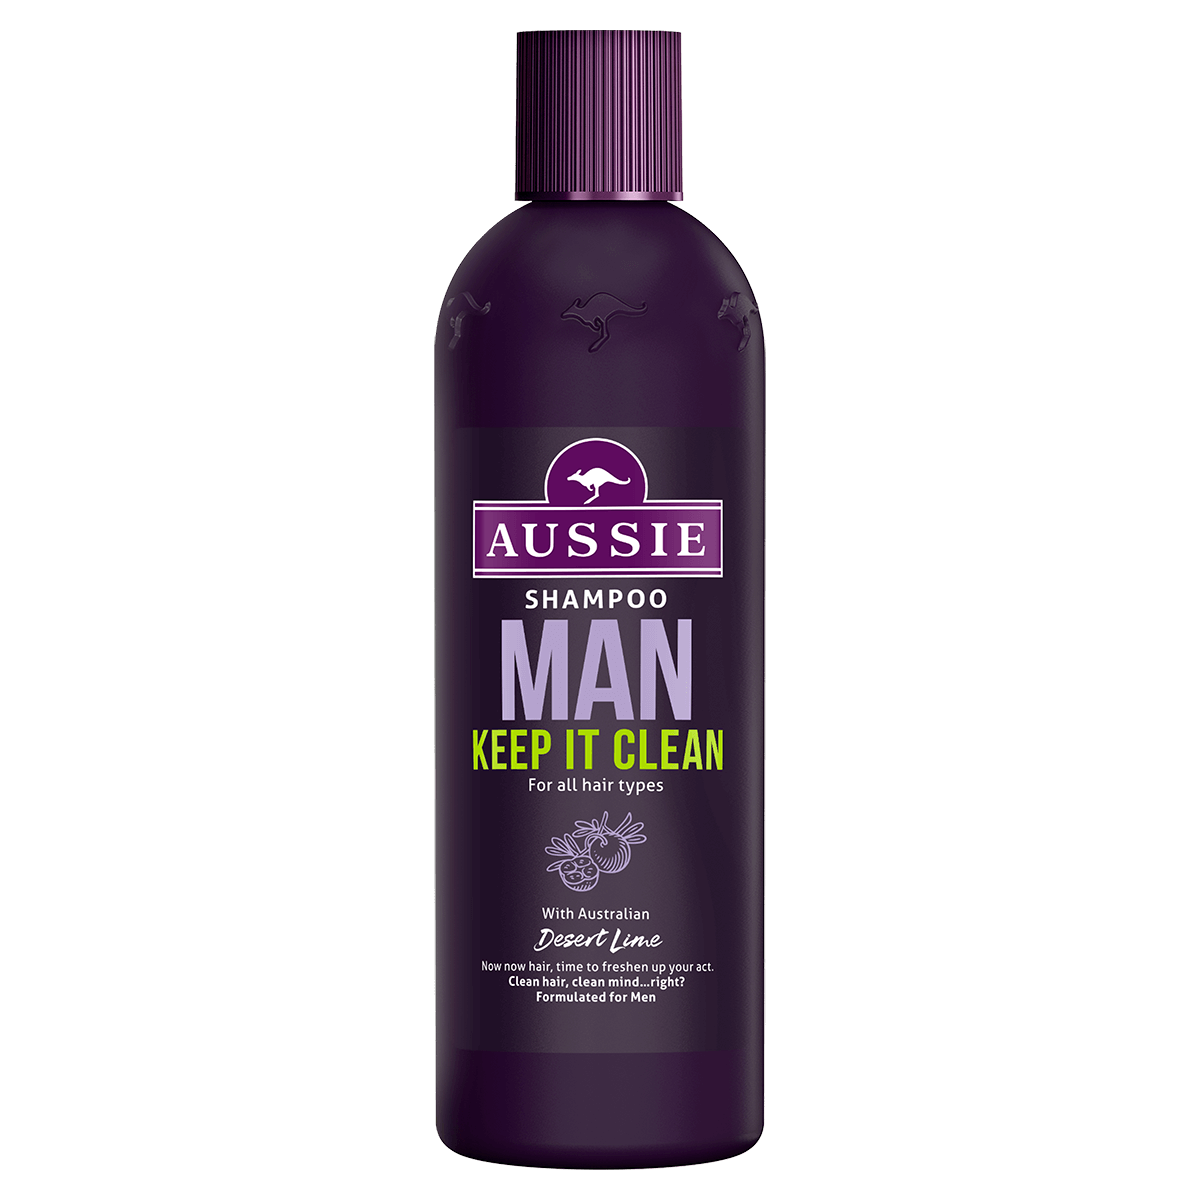 AUSSIE
SHAMPOO
MAN
KEEP IT CLEAN
For all hair types
With Australian
Desert Lime
Now now hair, time to freshen up your act.
Clean hair, clean mind...right?
Formulated for Men